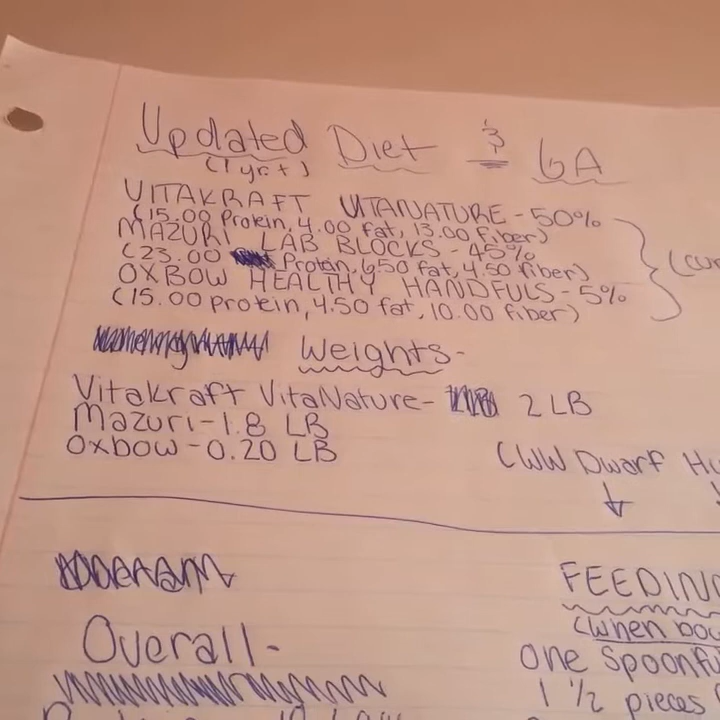 Updated Diet & GA
(1 yr+)
VITAKRAFT VITANATURE - 50%
(15.00 Protein, 4.00 fat, 13.00 fiber)
MAZURI LAB BLOCKS - 45%
(23.00 Protein, 6.50 fat, 4.50 fiber)
OXBOW HEALTHY HANDFULS - 5%
(15.00 protein, 4.50 fat, 10.00 fiber)
Weights-
Vitakraft VitaNature- 2 LB
Mazuri-1.8 LB
Oxbow-0.20 LB
(WW Dwarf
FEEDING
Overall-
(when
One Spoonful
1 1/2 pieces